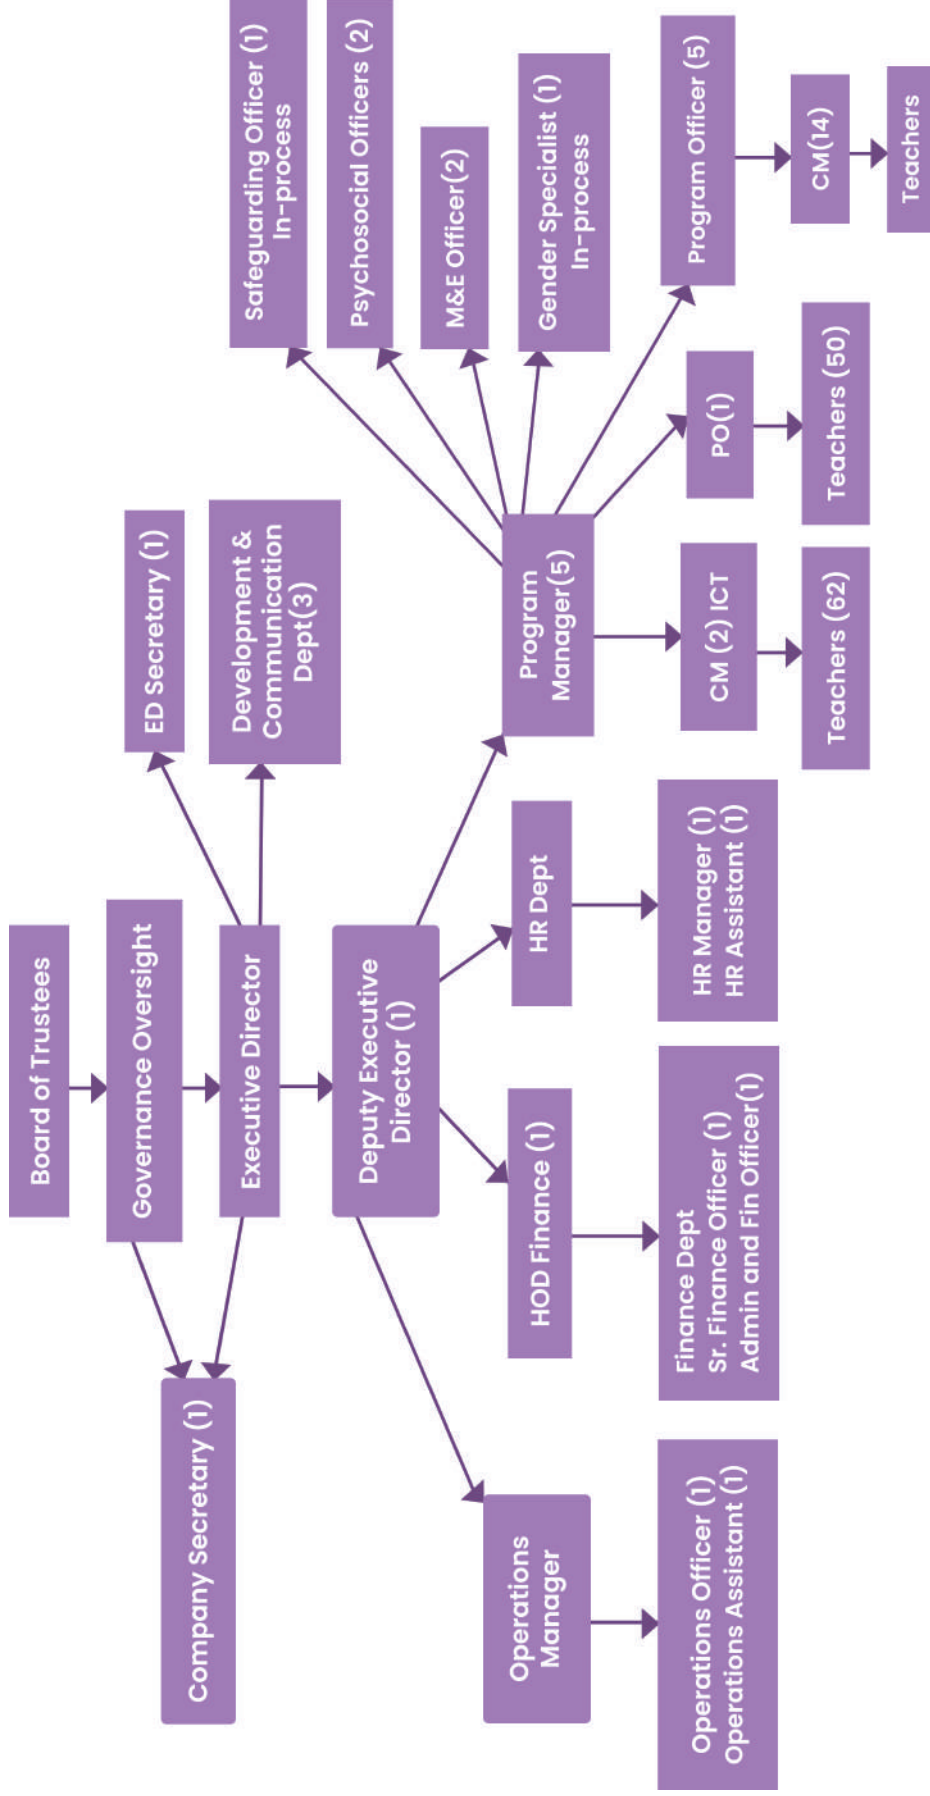 Board of Trustees
Governance Oversight
Company Secretary (1)
Executive Director
ED Secretary (1)
Development &
Communication
Dept(3)
Deputy Executive
Director (1)
Operations
Manager
Operations Officer (1)
Operations Assistant (1)
HOD Finance (1)
Finance Dept
Sr. Finance Officer (1)
Admin and Fin Officer(1)
HR Dept
HR Manager (1)
HR Assistant (1)
Program
Manager(5)
Safeguarding Officer (1)
In-process
Psychosocial Officers (2)
M&E Officer(2)
Gender Specialist (1)
In-process
Program Officer (5)
CM(14)
Teachers
PO(1)
Teachers (50)
CM (2) ICT
Teachers (62)